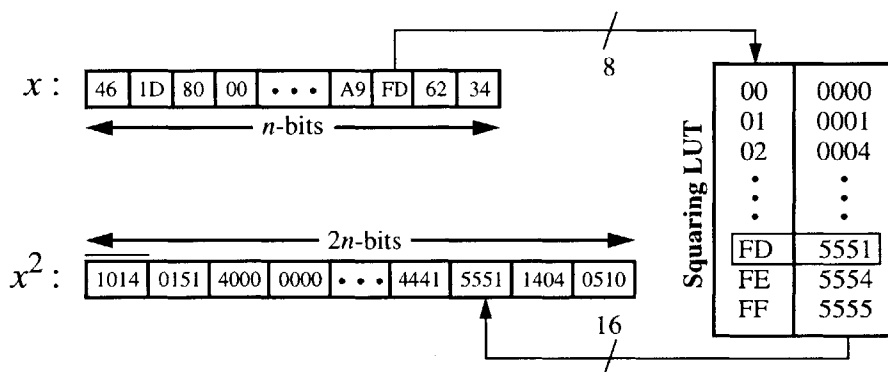 x : 46 1D 80 00 • • • A9 FD 62 34
n-bits
8
2n-bits
x² : 1014 0151 4000 0000 • • • 4441 5551 1404 0510
16
Squaring LUT
00 0000
01 0001
02 0004
• •
• •
• •
FD 5551
FE 5554
FF 5555